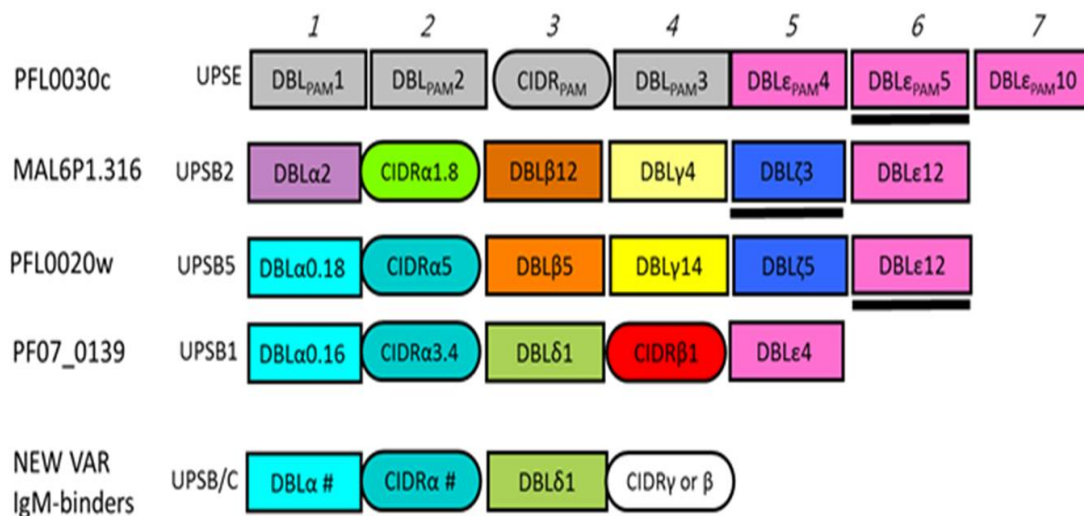 1 2 3 4 5 6 7
PFL0030c UPSE DBLPAM1 DBLPAM2 CIDRPAM DBLPAM3 DBLεPAM4 DBLεPAM5 DBLεPAM10
MAL6P1.316 UPSB2 DBLα2 CIDRα1.8 DBLβ12 DBLγ4 DBLζ3 DBLε12
PFL0020w UPSB5 DBLα0.18 CIDRα5 DBLβ5 DBLγ14 DBLζ5 DBLε12
PF07_0139 UPSB1 DBLα0.16 CIDRα3.4 DBLδ1 CIDRβ1 DBLε4
NEW VAR
IgM-binders UPSB/C DBLα # CIDRα # DBLδ1 CIDRγ or β